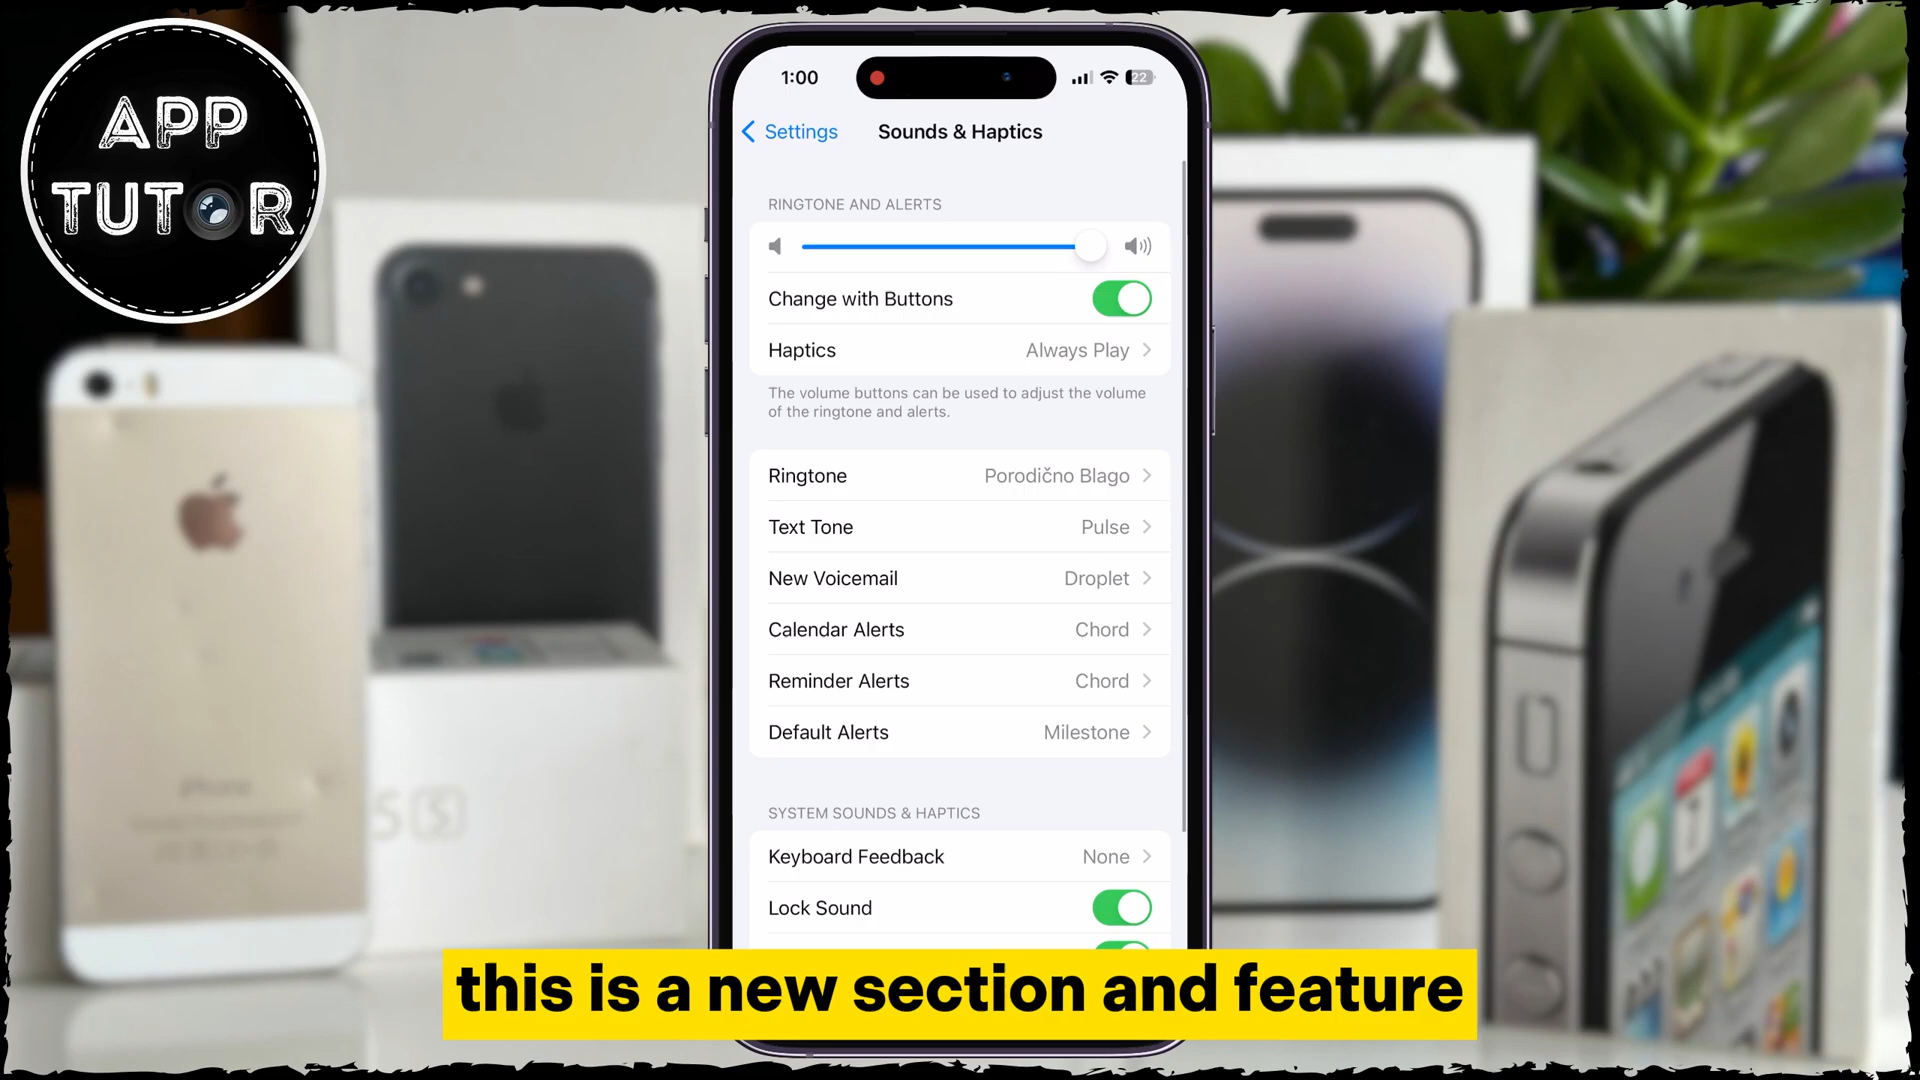 APP
TUTOR
1:00
22
Settings
Sounds & Haptics
RINGTONE AND ALERTS
Change with Buttons
Haptics
Always Play
The volume buttons can be used to adjust the volume
of the ringtone and alerts.
Ringtone
Porodično Blago
Text Tone
Pulse
New Voicemail
Droplet
Calendar Alerts
Chord
Reminder Alerts
Chord
Default Alerts
Milestone
SYSTEM SOUNDS & HAPTICS
Keyboard Feedback
None
Lock Sound
this is a new section and feature
iPhone
5S